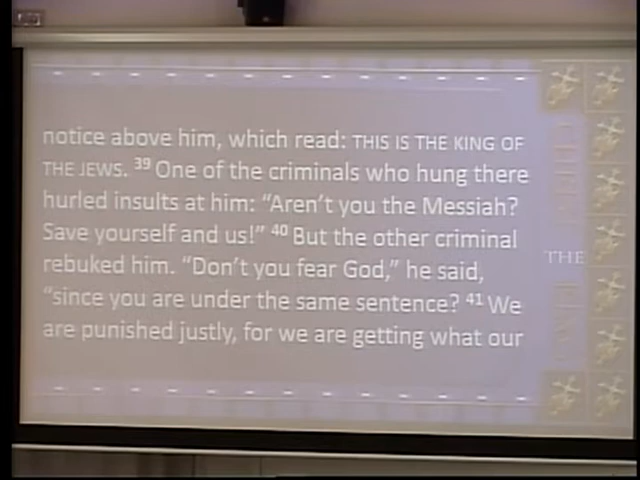 notice above him, which read: THIS IS THE KING OF
THE JEWS. 39 One of the criminals who hung there
hurled insults at him: “Aren’t you the Messiah?
Save yourself and us!” 40 But the other criminal
rebuked him. “Don’t you fear God,” he said,
“since you are under the same sentence? 41 We
are punished justly, for we are getting what our
THE